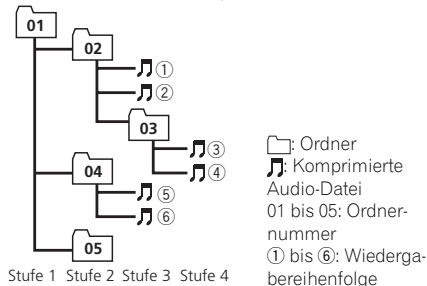 01
02
①
②
03
③
④
04
⑤
⑥
05
Stufe 1 Stufe 2 Stufe 3 Stufe 4
: Ordner
: Komprimierte
Audio-Datei
01 bis 05: Ordner-
nummer
① bis ⑥: Wiederga-
bereihenfolge